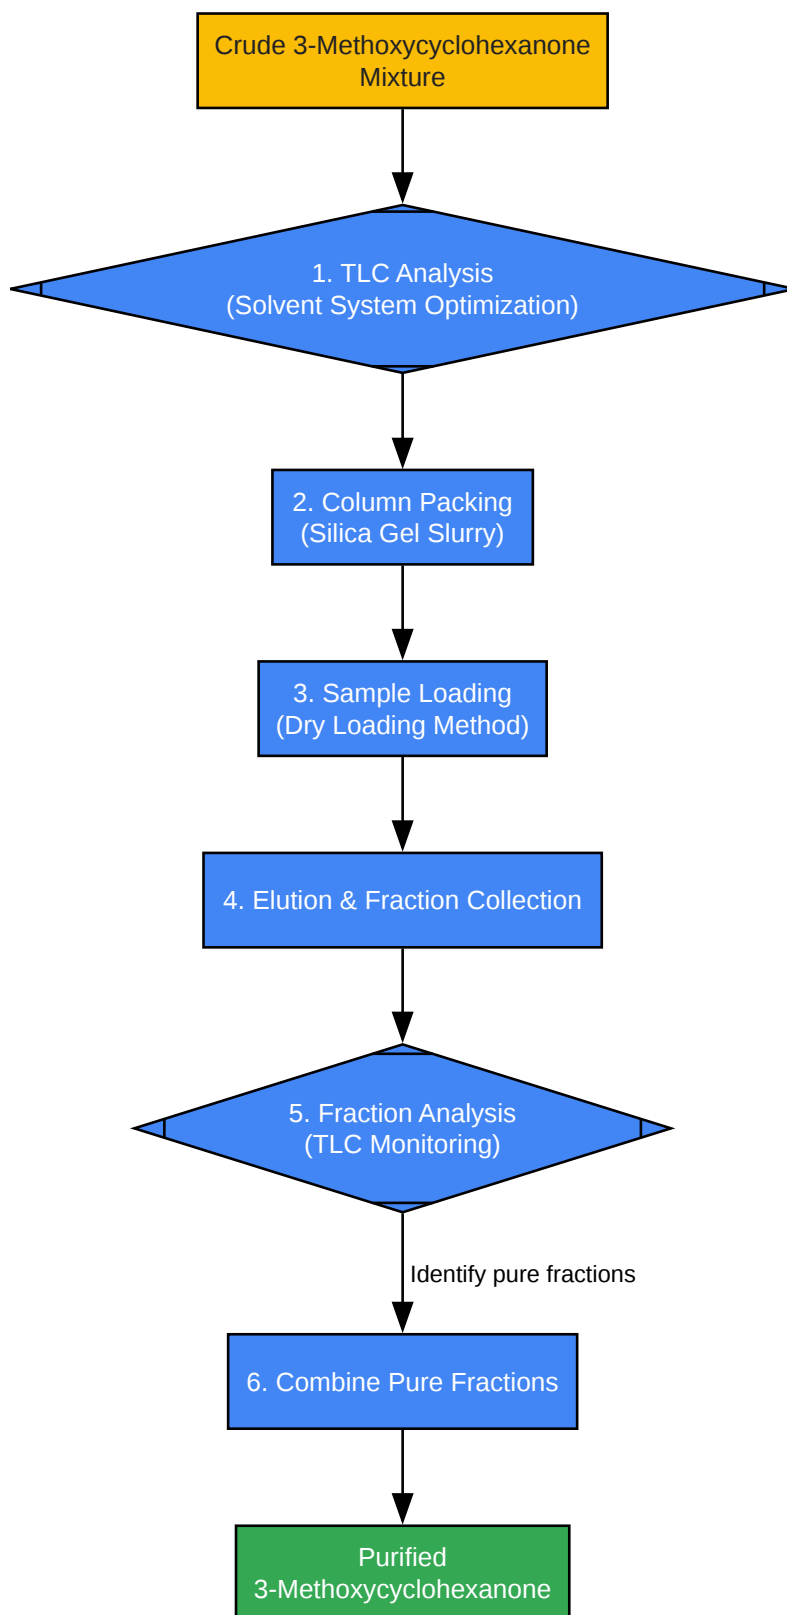 Crude 3-Methoxycyclohexanone
Mixture
1. TLC Analysis
(Solvent System Optimization)
2. Column Packing
(Silica Gel Slurry)
3. Sample Loading
(Dry Loading Method)
4. Elution & Fraction Collection
5. Fraction Analysis
(TLC Monitoring)
Identify pure fractions
6. Combine Pure Fractions
Purified
3-Methoxycyclohexanone